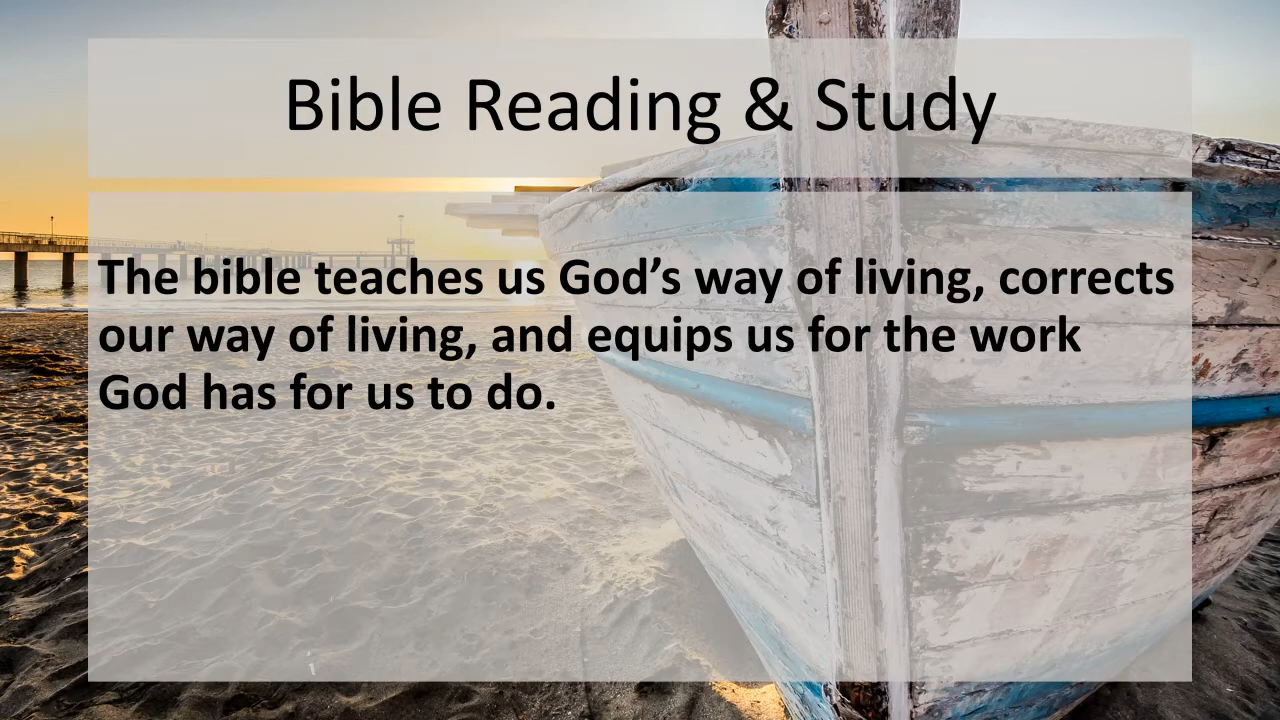 Bible Reading & Study
The bible teaches us God’s way of living, corrects
our way of living, and equips us for the work
God has for us to do.